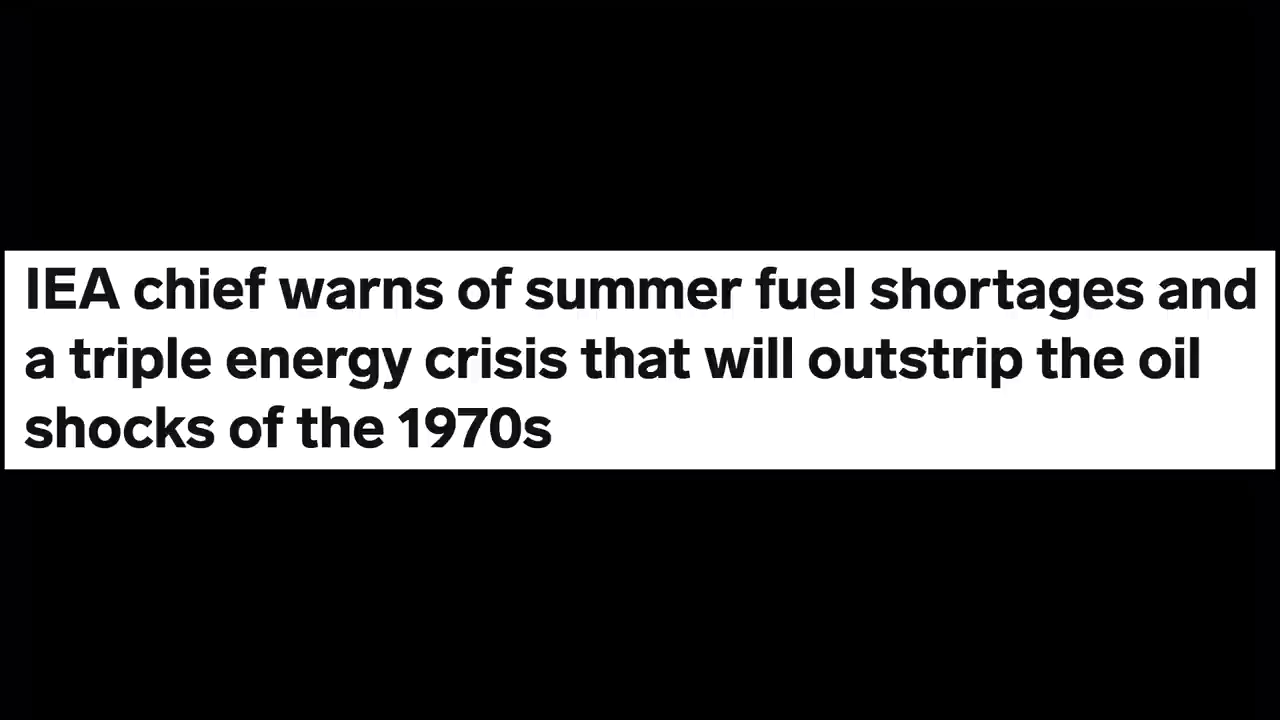 IEA chief warns of summer fuel shortages and
a triple energy crisis that will outstrip the oil
shocks of the 1970s